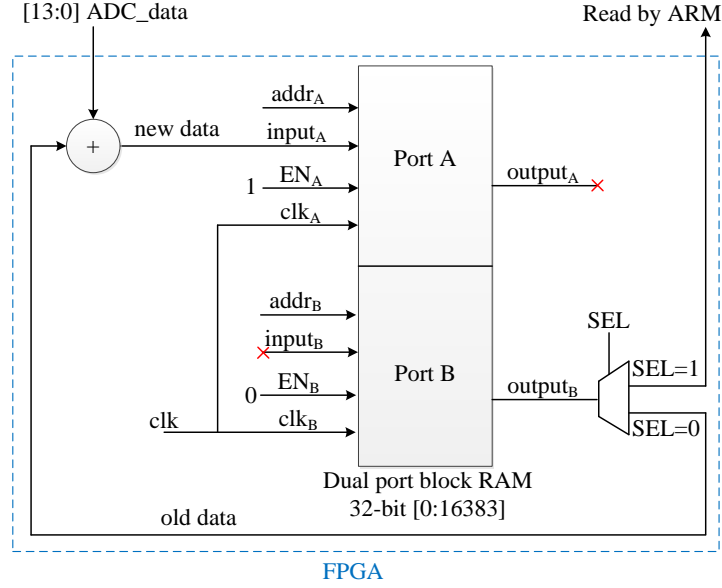 [13:0] ADC_data
Read by ARM
addrA
new data
inputA
+
Port A
1
ENA
outputA
clkA
addrB
SEL
inputB
Port B
SEL=1
0
ENB
outputB
clk
clkB
SEL=0
Dual port block RAM
32-bit [0:16383]
old data
FPGA